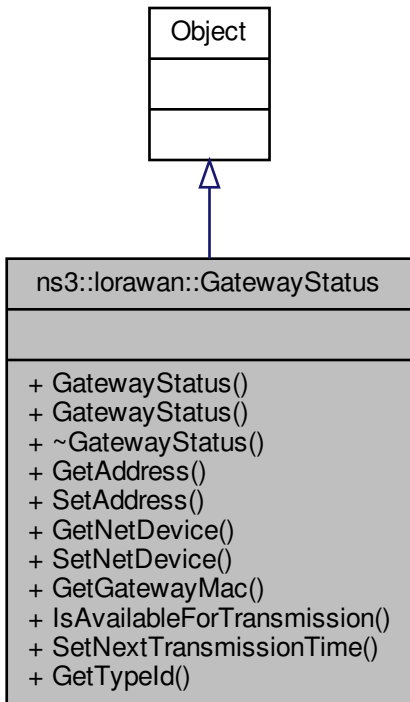 Object
ns3::lorawan::GatewayStatus
+ GatewayStatus()
+ GatewayStatus()
+ ~GatewayStatus()
+ GetAddress()
+ SetAddress()
+ GetNetDevice()
+ SetNetDevice()
+ GetGatewayMac()
+ IsAvailableForTransmission()
+ SetNextTransmissionTime()
+ GetTypeId()